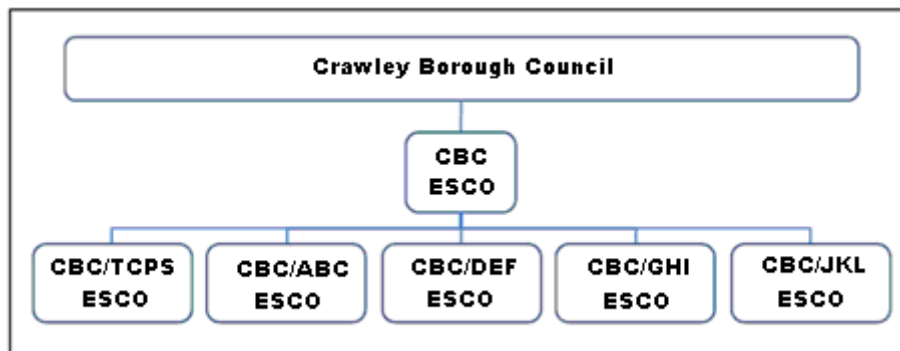 Crawley Borough Council
CBC
ESCO
CBC/TCPS
ESCO
CBC/ABC
ESCO
CBC/DEF
ESCO
CBC/GHI
ESCO
CBC/JKL
ESCO